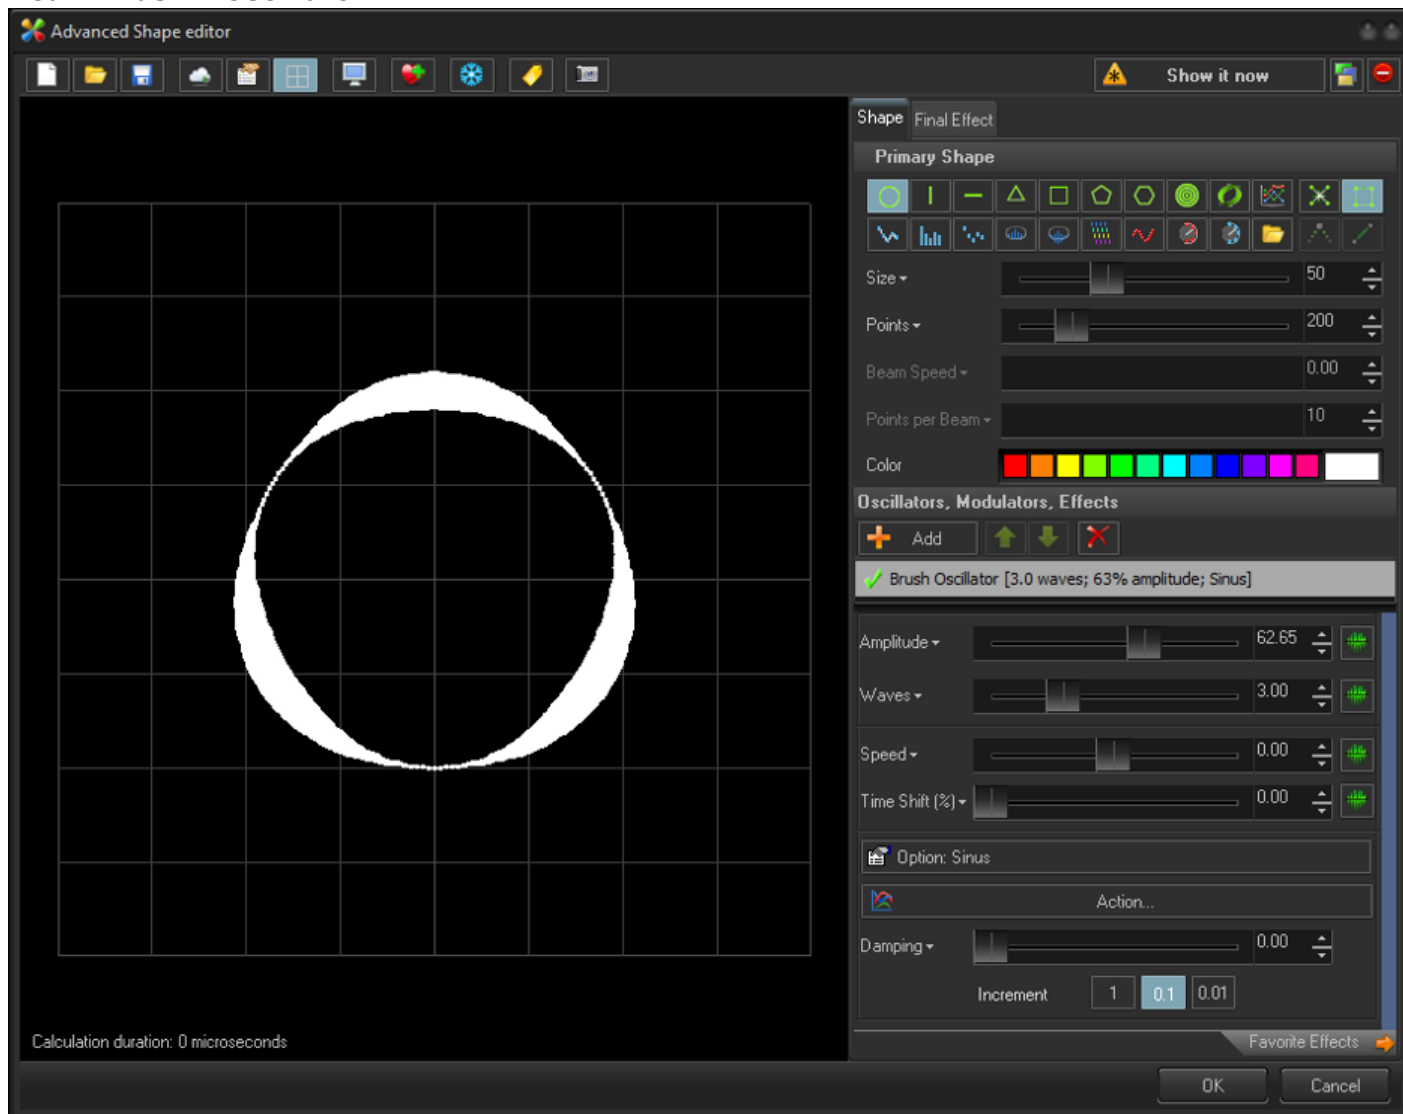 Advanced Shape editor
Show it now
Shape Final Effect
Primary Shape
Size 50
Points 200
Beam Speed 0.00
Points per Beam 10
Color
Oscillators, Modulators, Effects
Add
Brush Oscillator [3.0 waves; 63% amplitude; Sinus]
Amplitude 62.65
Waves 3.00
Speed 0.00
Time Shift (%) 0.00
Option: Sinus
Action...
Damping 0.00
Increment 1 0.1 0.01
Calculation duration: 0 microseconds
Favorite Effects
OK Cancel